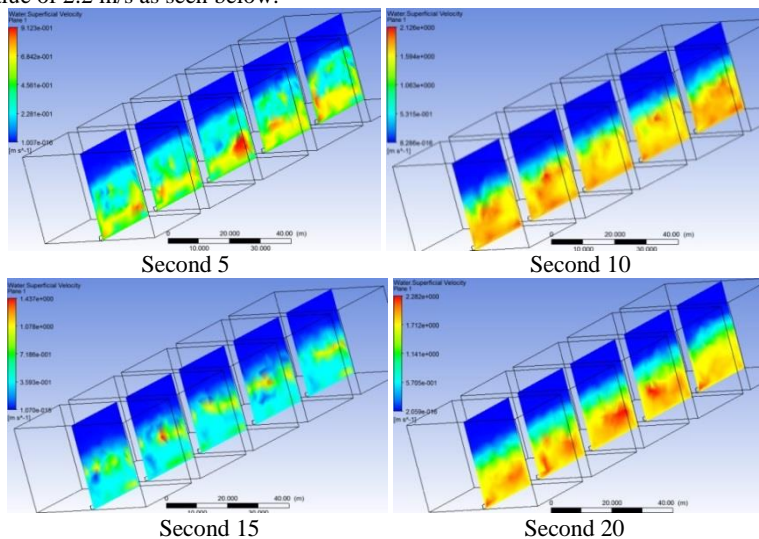 lue of 2.2 m/s as seen below.
Water Superficial Velocity
Plane 1
9.123e-001
6.842e-001
4.561e-001
2.281e-001
1.007e-016
[m s^-1]
0 20.000 40.00 (m)
10.000 30.000
Second 5
Water Superficial Velocity
Plane 1
2.126e+000
1.594e+000
1.063e+000
5.315e-001
[m s^-1]
0 20.000 40.00 (m)
10.000 30.000
Second 10
Water Superficial Velocity
Plane 1
1.437e+000
1.078e+000
7.186e-001
3.593e-001
1.070e-016
[m s^-1]
0 20.000 40.00 (m)
10.000 30.000
Second 15
Water Superficial Velocity
Plane 1
2.282e+000
1.712e+000
1.141e+000
5.705e-001
2.059e-016
[m s^-1]
0 20.000 40.00 (m)
10.000 30.000
Second 20